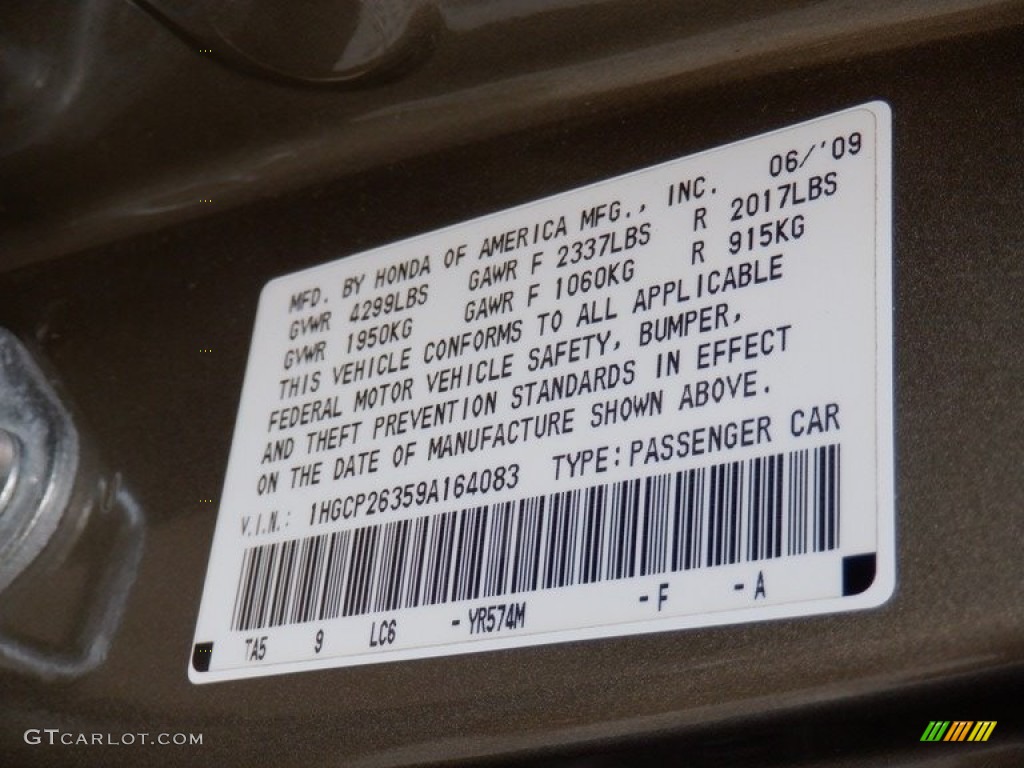 06/'09
MFD. BY HONDA OF AMERICA MFG., INC.
GVWR 4299LBS GAWR F 2337LBS R 2017LBS
GVWR 1950KG GAWR F 1060KG R 915KG
THIS VEHICLE CONFORMS TO ALL APPLICABLE
FEDERAL MOTOR VEHICLE SAFETY, BUMPER,
AND THEFT PREVENTION STANDARDS IN EFFECT
ON THE DATE OF MANUFACTURE SHOWN ABOVE.
V.I.N.: 1HGCP26359A164083 TYPE:PASSENGER CAR
TA5 9 LC6 -YR574M -F -A
GTCARLOT.COM